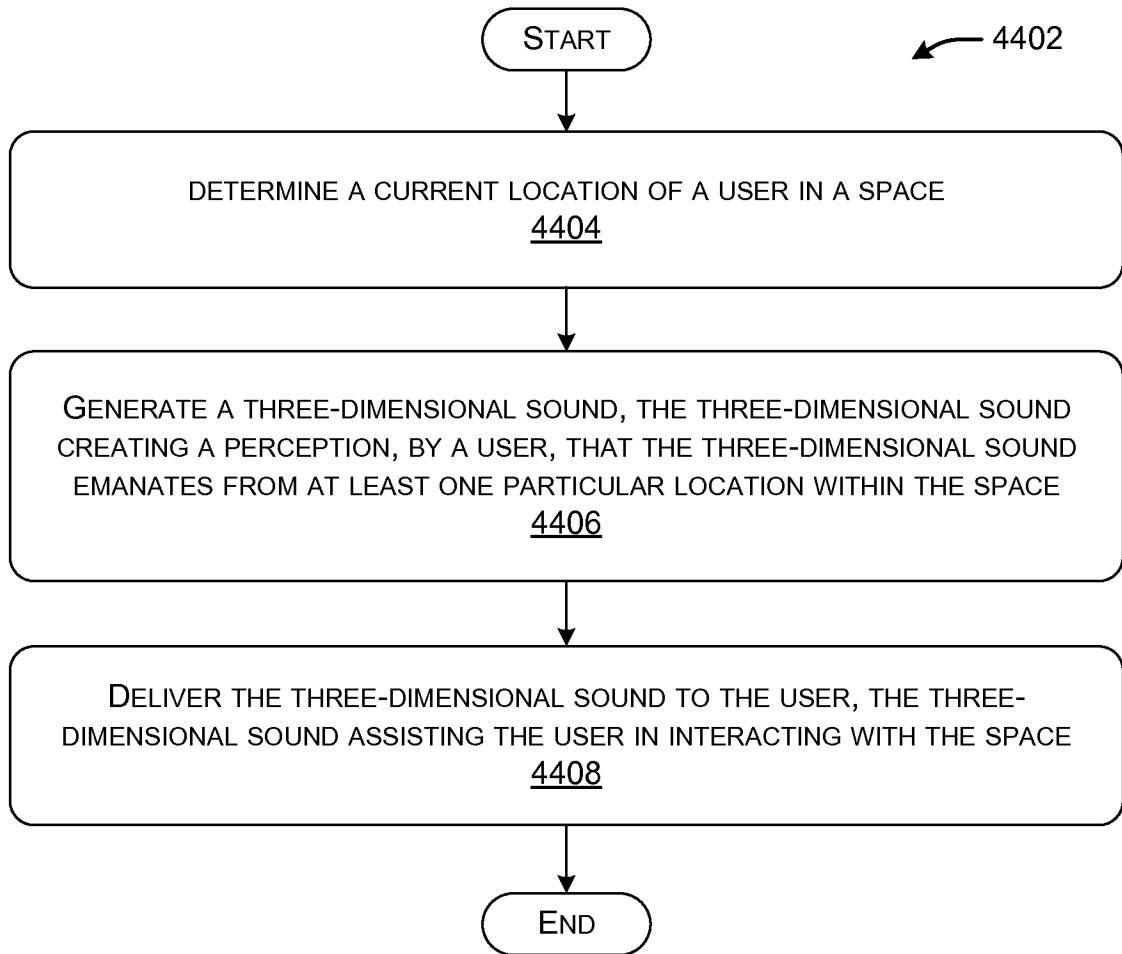 START
4402
DETERMINE A CURRENT LOCATION OF A USER IN A SPACE
4404
GENERATE A THREE-DIMENSIONAL SOUND, THE THREE-DIMENSIONAL SOUND
CREATING A PERCEPTION, BY A USER, THAT THE THREE-DIMENSIONAL SOUND
EMANATES FROM AT LEAST ONE PARTICULAR LOCATION WITHIN THE SPACE
4406
DELIVER THE THREE-DIMENSIONAL SOUND TO THE USER, THE THREE-
DIMENSIONAL SOUND ASSISTING THE USER IN INTERACTING WITH THE SPACE
4408
END